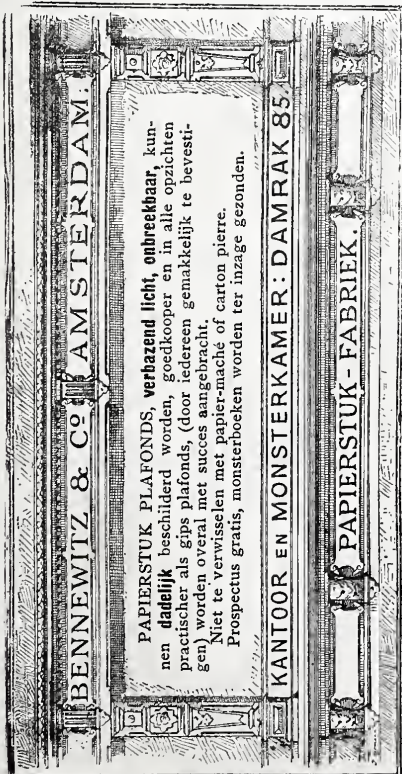 BENNEWITZ & Cº AMSTERDAM.
PAPIERSTUK PLAFONDS, verbazend licht, onbreekbaar, kun-
nen dadelijk beschilderd worden, goedkooper en in alle opzichten
practischer als gips plafonds, (door iedereen gemakkelijk te bevesti-
gen) worden overal met succes aangebracht.
Niet te verwisselen met papier-maché of carton pierre.
Prospectus gratis, monsterboeken worden ter inzage gezonden.
KANTOOR EN MONSTERKAMER: DAMRAK 85.
PAPIERSTUK-FABRIEK.